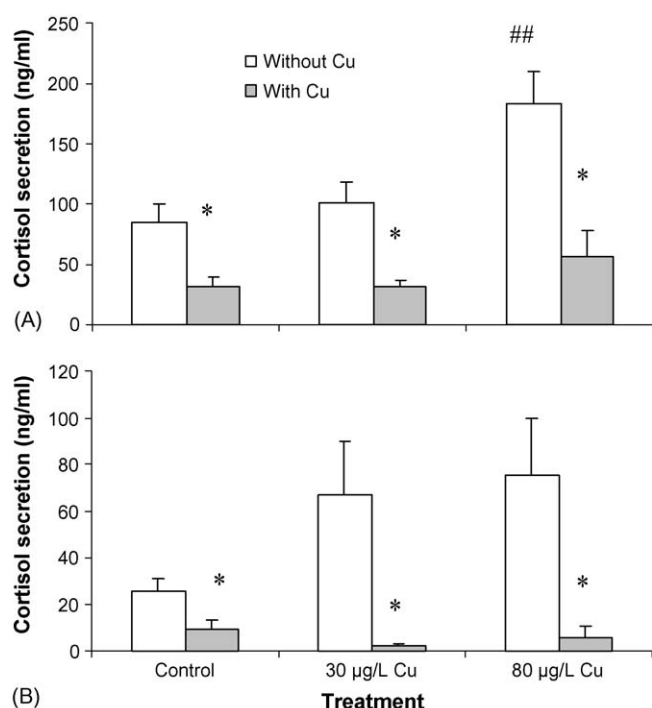 250
200
150
100
50
0
Cortisol secretion (ng/ml)
(A)
Without Cu
With Cu
##
*
*
*
120
100
80
60
40
20
0
Cortisol secretion (ng/ml)
(B)
*
*
*
Control
30 µg/L Cu
80 µg/L Cu
Treatment